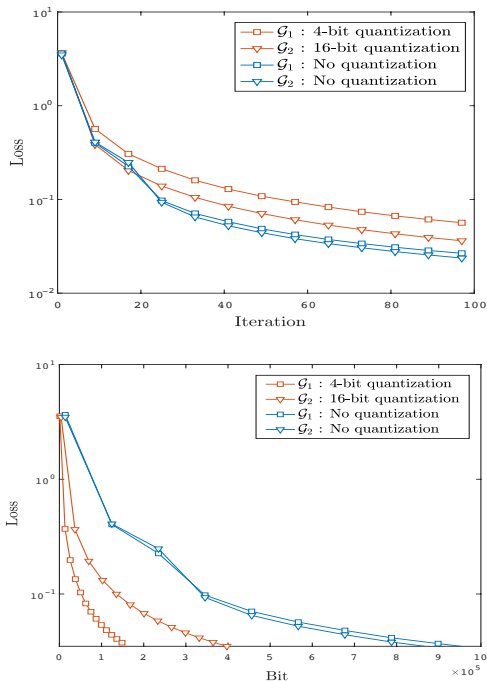 10^1
10^0
10^-1
10^-2
Loss
0 20 40 60 80 100
Iteration
𝒢1 : 4-bit quantization
𝒢2 : 16-bit quantization
𝒢1 : No quantization
𝒢2 : No quantization
10^1
10^0
10^-1
Loss
0 1 2 3 4 5 6 7 8 9 10
×10^5
Bit
𝒢1 : 4-bit quantization
𝒢2 : 16-bit quantization
𝒢1 : No quantization
𝒢2 : No quantization